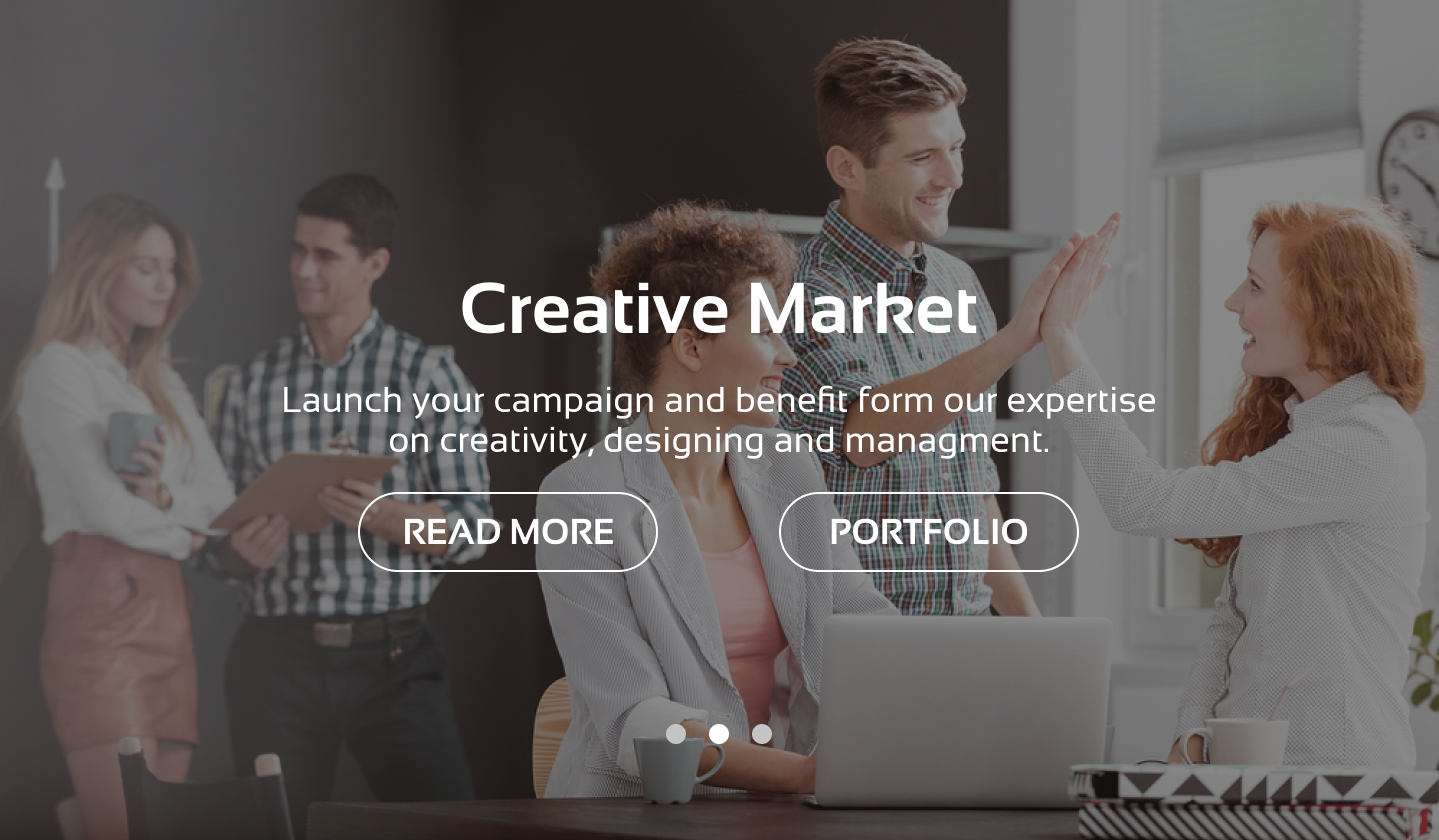 Creative Market
Launch your campaign and benefit form our expertise
on creativity, designing and managment.
READ MORE
PORTFOLIO